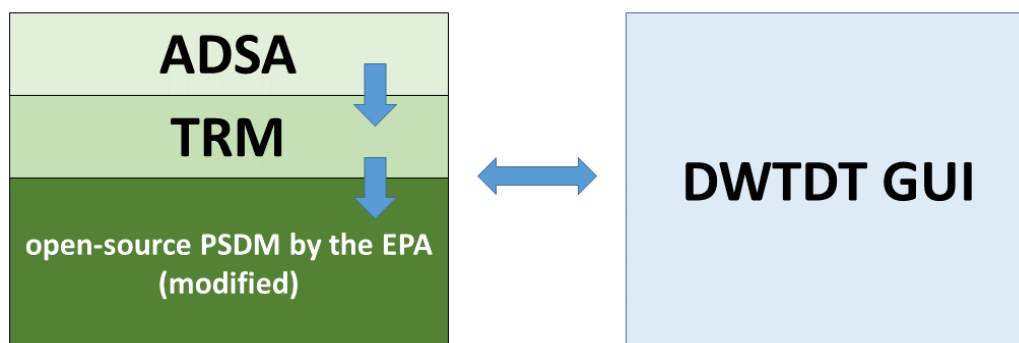 ADSA
TRM
open-source PSDM by the EPA
(modified)
DWTDT GUI